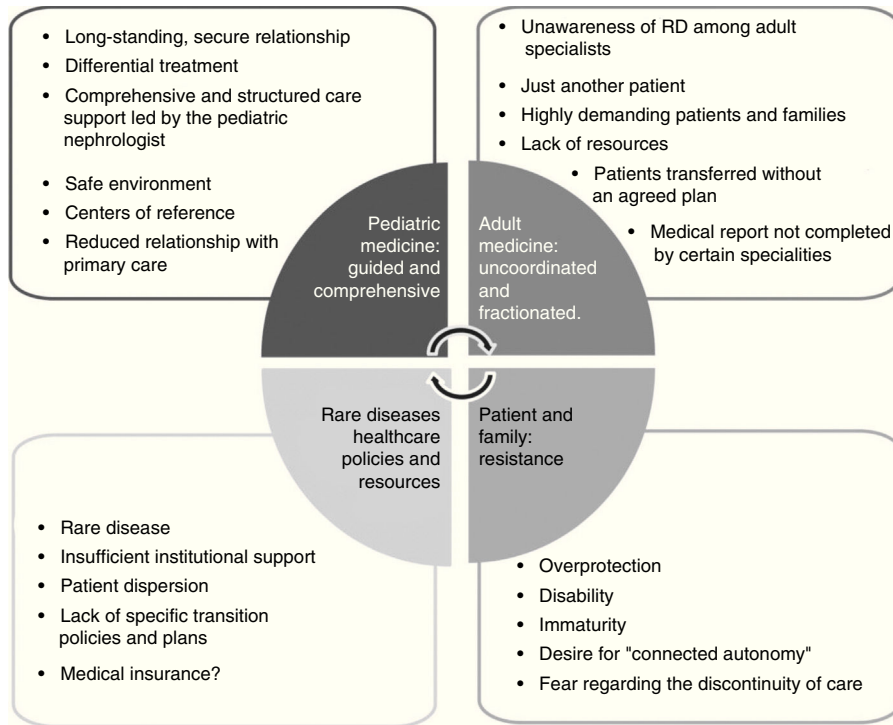 • Long-standing, secure relationship
• Differential treatment
• Comprehensive and structured care
support led by the pediatric
nephrologist
• Safe environment
• Centers of reference
• Reduced relationship with
primary care
• Unawareness of RD among adult
specialists
• Just another patient
• Highly demanding patients and families
• Lack of resources
• Patients transferred without
an agreed plan
• Medical report not completed
by certain specialities
Pediatric
medicine:
guided and
comprehensive
Adult
medicine:
uncoordinated
and
fractionated.
Rare diseases
healthcare
policies and
resources
Patient and
family:
resistance
• Rare disease
• Insufficient institutional support
• Patient dispersion
• Lack of specific transition
policies and plans
• Medical insurance?
• Overprotection
• Disability
• Immaturity
• Desire for "connected autonomy"
• Fear regarding the discontinuity of care